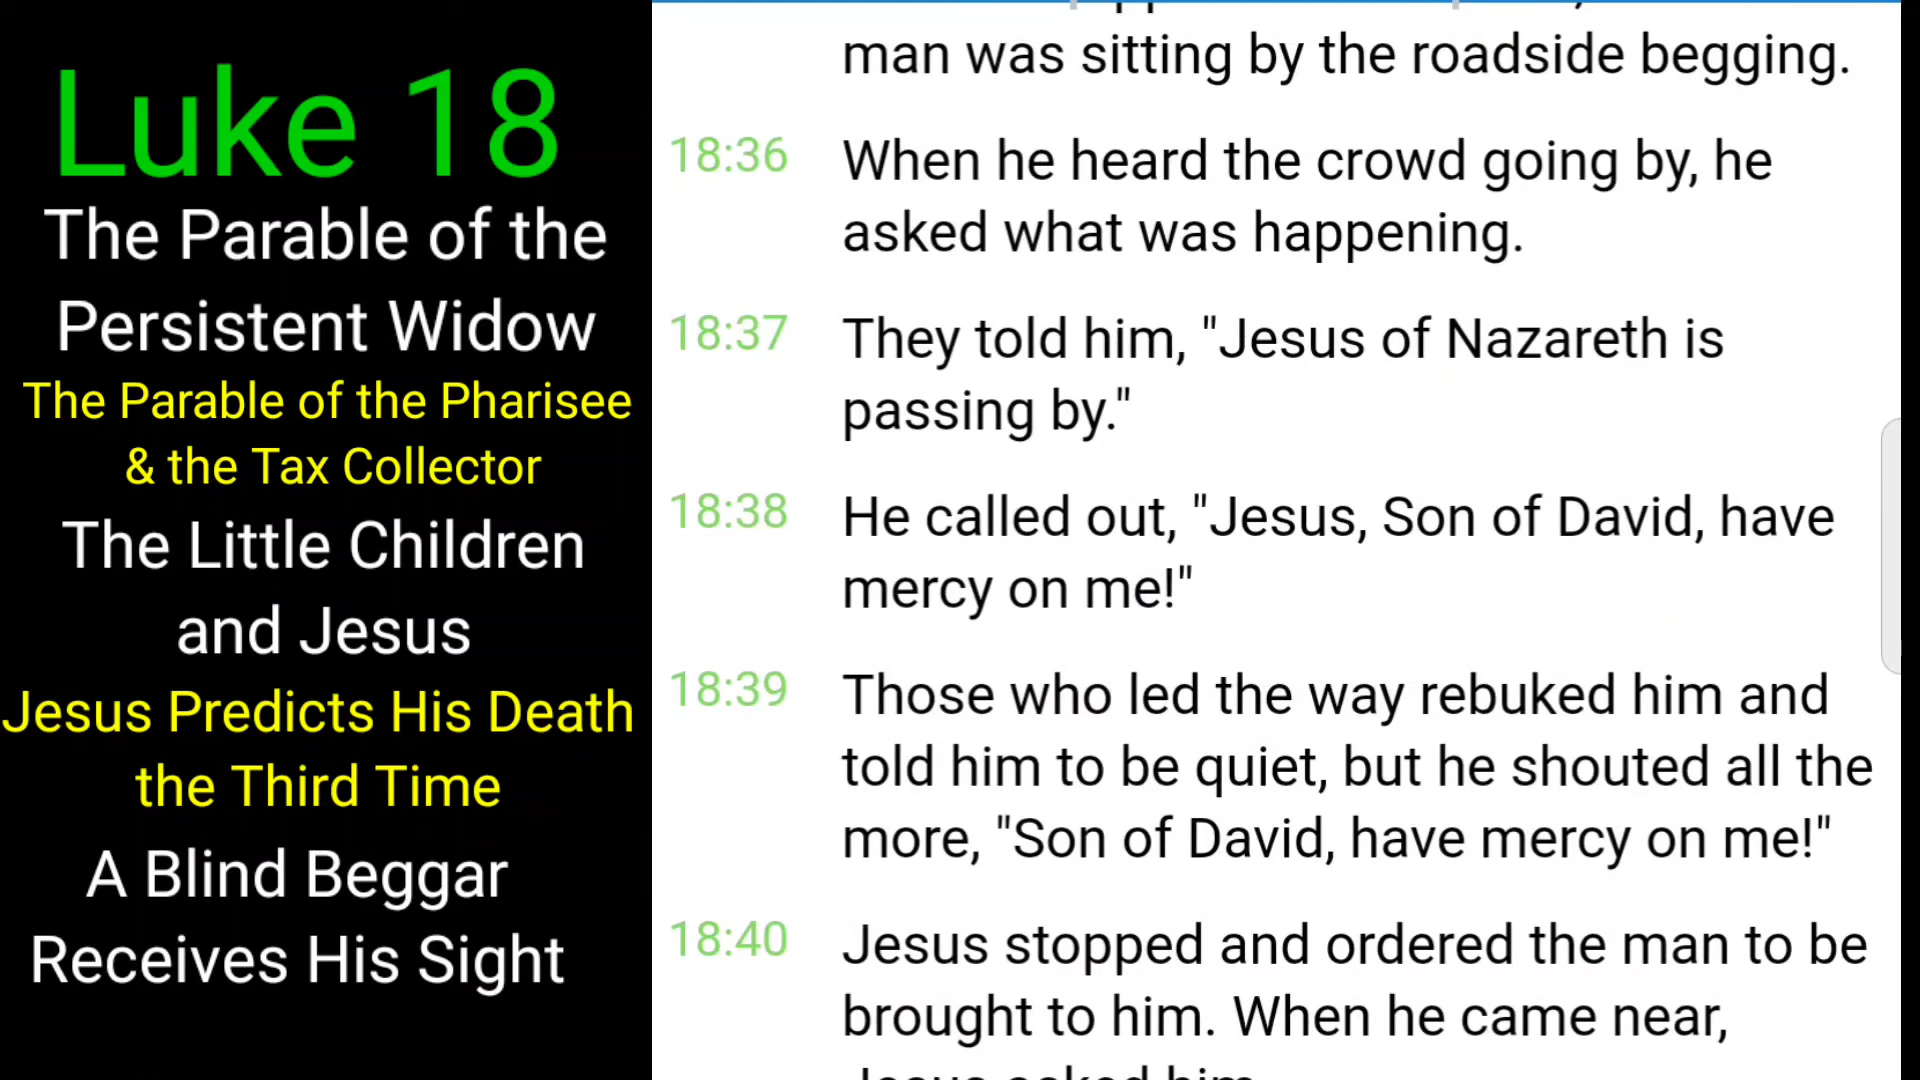 Luke 18
The Parable of the
Persistent Widow
The Parable of the Pharisee
& the Tax Collector
The Little Children
and Jesus
Jesus Predicts His Death
the Third Time
A Blind Beggar
Receives His Sight
man was sitting by the roadside begging.
18:36 When he heard the crowd going by, he
asked what was happening.
18:37 They told him, "Jesus of Nazareth is
passing by."
18:38 He called out, "Jesus, Son of David, have
mercy on me!"
18:39 Those who led the way rebuked him and
told him to be quiet, but he shouted all the
more, "Son of David, have mercy on me!"
18:40 Jesus stopped and ordered the man to be
brought to him. When he came near,
Jesus asked him